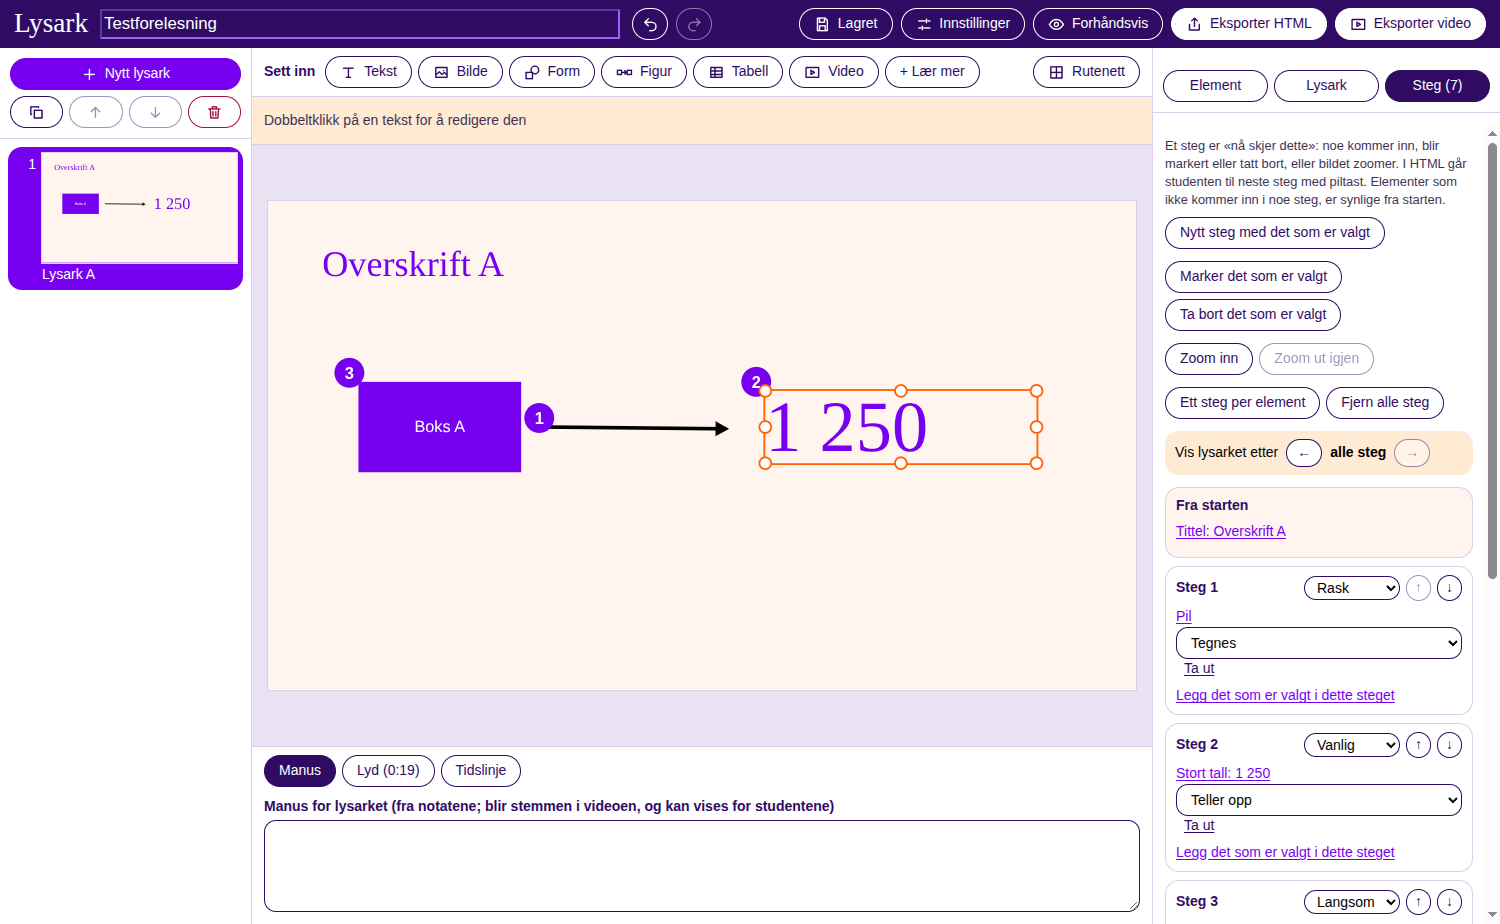 Lysark
Testforelesning
Lagret
Innstillinger
Forhåndsvis
Eksporter HTML
Eksporter video
Nytt lysark
1
Overskrift A
Boks A
1 250
Lysark A
Sett inn
Tekst
Bilde
Form
Figur
Tabell
Video
+ Lær mer
Rutenett
Dobbeltklikk på en tekst for å redigere den
Overskrift A
3
Boks A
1
2
1 250
Manus
Lyd (0:19)
Tidslinje
Manus for lysarket (fra notatene; blir stemmen i videoen, og kan vises for studentene)
Element
Lysark
Steg (7)
Et steg er «nå skjer dette»: noe kommer inn, blir
markert eller tatt bort, eller bildet zoomer. I HTML går
studenten til neste steg med piltast. Elementer som
ikke kommer inn i noe steg, er synlige fra starten.
Nytt steg med det som er valgt
Marker det som er valgt
Ta bort det som er valgt
Zoom inn
Zoom ut igjen
Ett steg per element
Fjern alle steg
Vis lysarket etter ← alle steg →
Fra starten
Tittel: Overskrift A
Steg 1
Rask
↑
↓
Pil
Tegnes
Ta ut
Legg det som er valgt i dette steget
Steg 2
Vanlig
↑
↓
Stort tall: 1 250
Teller opp
Ta ut
Legg det som er valgt i dette steget
Steg 3
Langsom
↑
↓